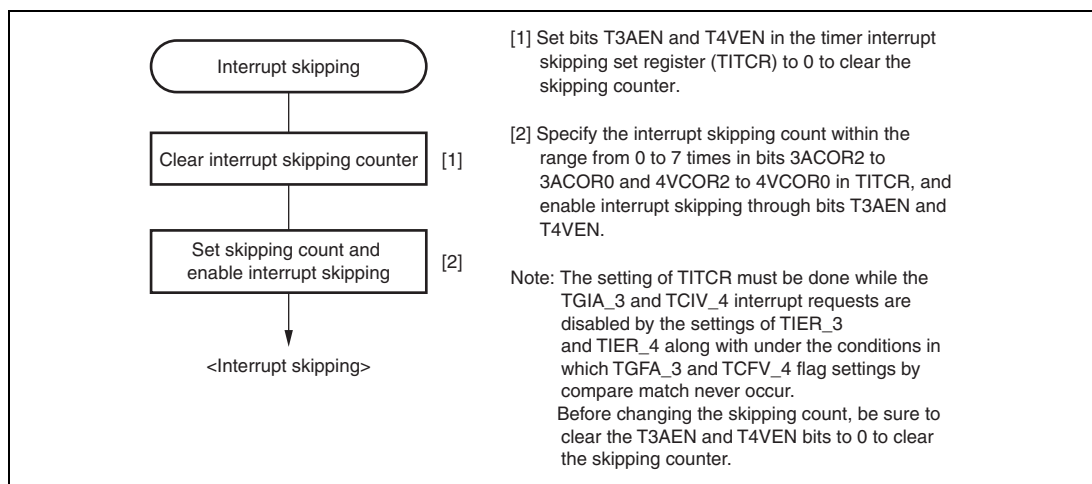 Interrupt skipping
Clear interrupt skipping counter
[1]
Set skipping count and
enable interrupt skipping
[2]
<Interrupt skipping>
[1] Set bits T3AEN and T4VEN in the timer interrupt
skipping set register (TITCR) to 0 to clear the
skipping counter.
[2] Specify the interrupt skipping count within the
range from 0 to 7 times in bits 3ACOR2 to
3ACOR0 and 4VCOR2 to 4VCOR0 in TITCR, and
enable interrupt skipping through bits T3AEN and
T4VEN.
Note: The setting of TITCR must be done while the
TGIA_3 and TCIV_4 interrupt requests are
disabled by the settings of TIER_3
and TIER_4 along with under the conditions in
which TGFA_3 and TCFV_4 flag settings by
compare match never occur.
Before changing the skipping count, be sure to
clear the T3AEN and T4VEN bits to 0 to clear
the skipping counter.